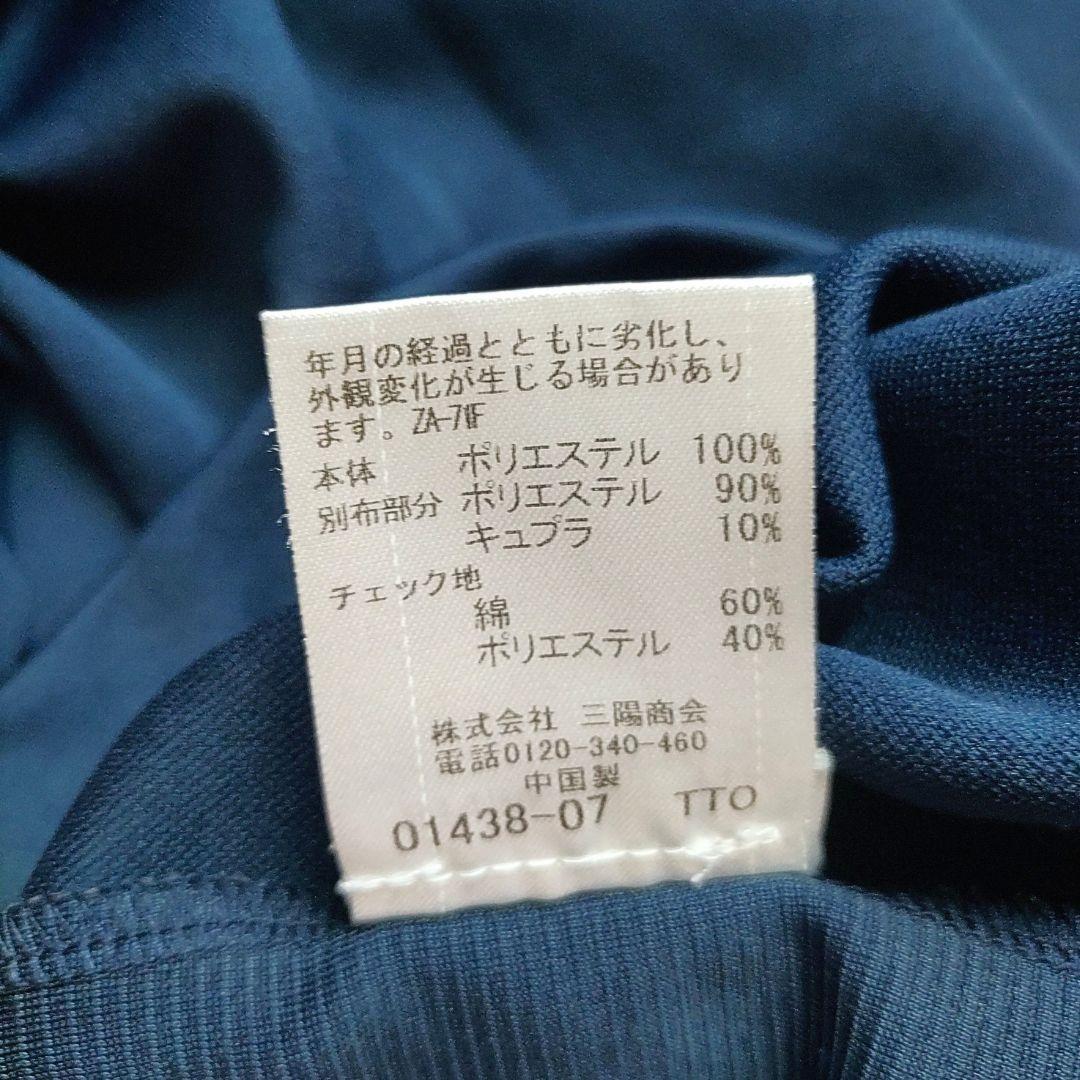 年月の経過とともに劣化し、
外観変化が生じる場合があり
ます。ZA-71F
本体 ポリエステル 100%
別布部分 ポリエステル 90%
キュプラ 10%
チェック地
綿 60%
ポリエステル 40%
株式会社 三陽商会
電話0120-340-460
中国製
01438-07 TTO